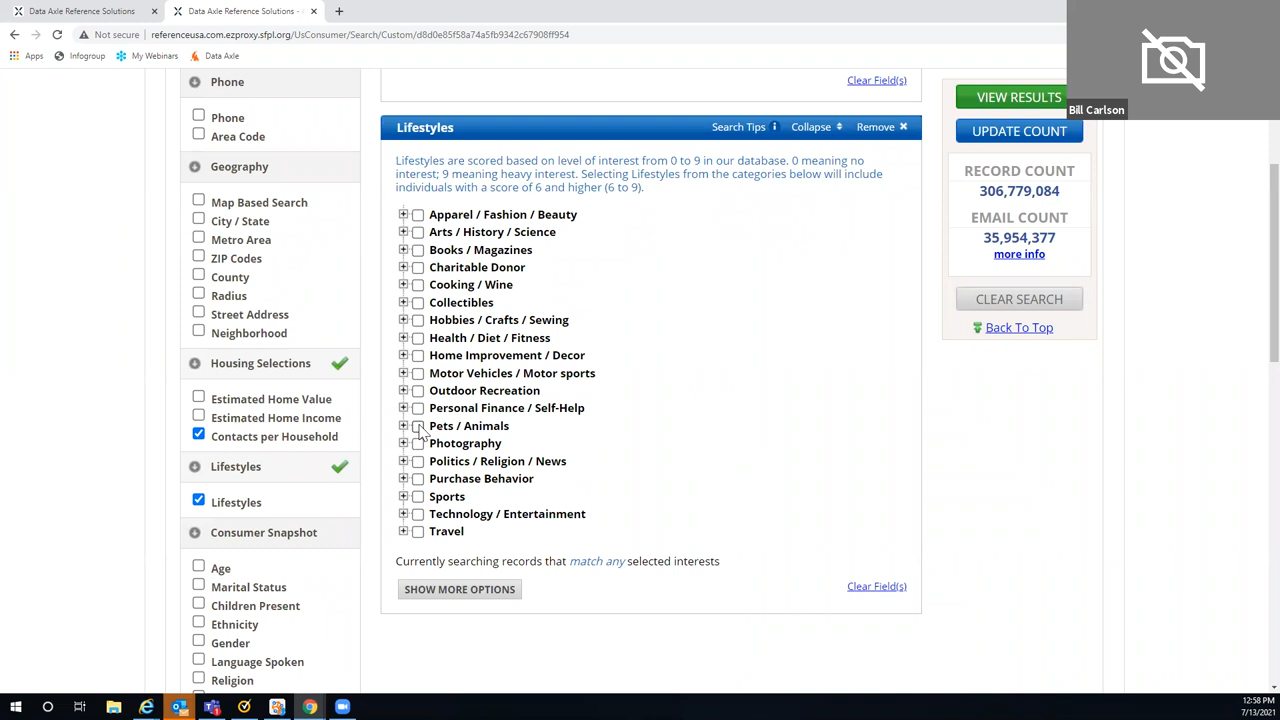 Data Axle Reference Solutions
Data Axle Reference Solutions -
Not secure
referenceusa.com.ezproxy.sfpl.org/UsConsumer/Search/Custom/d8d0e85f58a74a5fb9342c67908ff954
Apps
Infogroup
My Webinars
Data Axle
Phone
Phone
Area Code
Geography
Map Based Search
City / State
Metro Area
ZIP Codes
County
Radius
Street Address
Neighborhood
Housing Selections
Estimated Home Value
Estimated Home Income
Contacts per Household
Lifestyles
Lifestyles
Consumer Snapshot
Age
Marital Status
Children Present
Ethnicity
Gender
Language Spoken
Religion
Clear Field(s)
Lifestyles
Search Tips
Collapse
Remove
Lifestyles are scored based on level of interest from 0 to 9 in our database. 0 meaning no
interest; 9 meaning heavy interest. Selecting Lifestyles from the categories below will include
individuals with a score of 6 and higher (6 to 9).
Apparel / Fashion / Beauty
Arts / History / Science
Books / Magazines
Charitable Donor
Cooking / Wine
Collectibles
Hobbies / Crafts / Sewing
Health / Diet / Fitness
Home Improvement / Decor
Motor Vehicles / Motor sports
Outdoor Recreation
Personal Finance / Self-Help
Pets / Animals
Photography
Politics / Religion / News
Purchase Behavior
Sports
Technology / Entertainment
Travel
Currently searching records that match any selected interests
SHOW MORE OPTIONS
Clear Field(s)
VIEW RESULTS
Bill Carlson
UPDATE COUNT
RECORD COUNT
306,779,084
EMAIL COUNT
35,954,377
more info
CLEAR SEARCH
Back To Top
12:58 PM
7/13/2021